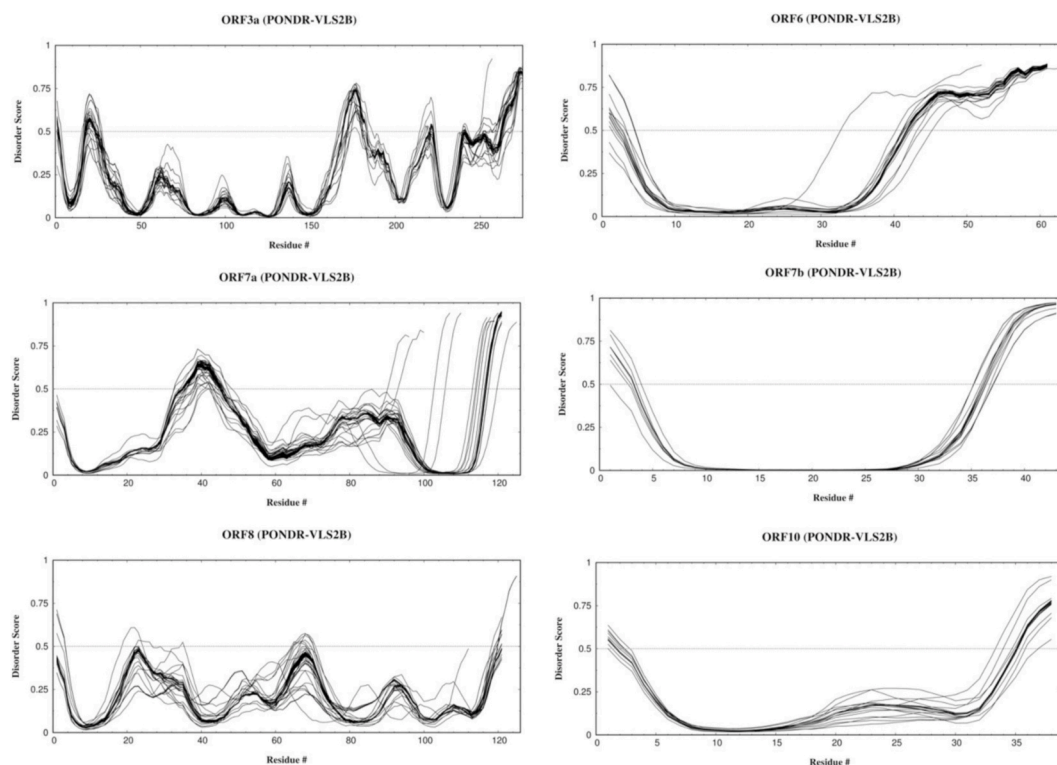 ORF3a (PONDR-VLS2B)
1
0.75
0.5
0.25
0
Disorder Score
0 50 100 150 200 250
Residue #
ORF6 (PONDR-VLS2B)
1
0.75
0.5
0.25
0
Disorder Score
0 10 20 30 40 50 60
Residue #
ORF7a (PONDR-VLS2B)
1
0.75
0.5
0.25
0
Disorder Score
0 20 40 60 80 100 120
Residue #
ORF7b (PONDR-VLS2B)
1
0.75
0.5
0.25
0
Disorder Score
0 5 10 15 20 25 30 35 40
Residue #
ORF8 (PONDR-VLS2B)
1
0.75
0.5
0.25
0
Disorder Score
0 20 40 60 80 100 120
Residue #
ORF10 (PONDR-VLS2B)
1
0.75
0.5
0.25
0
Disorder Score
0 5 10 15 20 25 30 35
Residue #